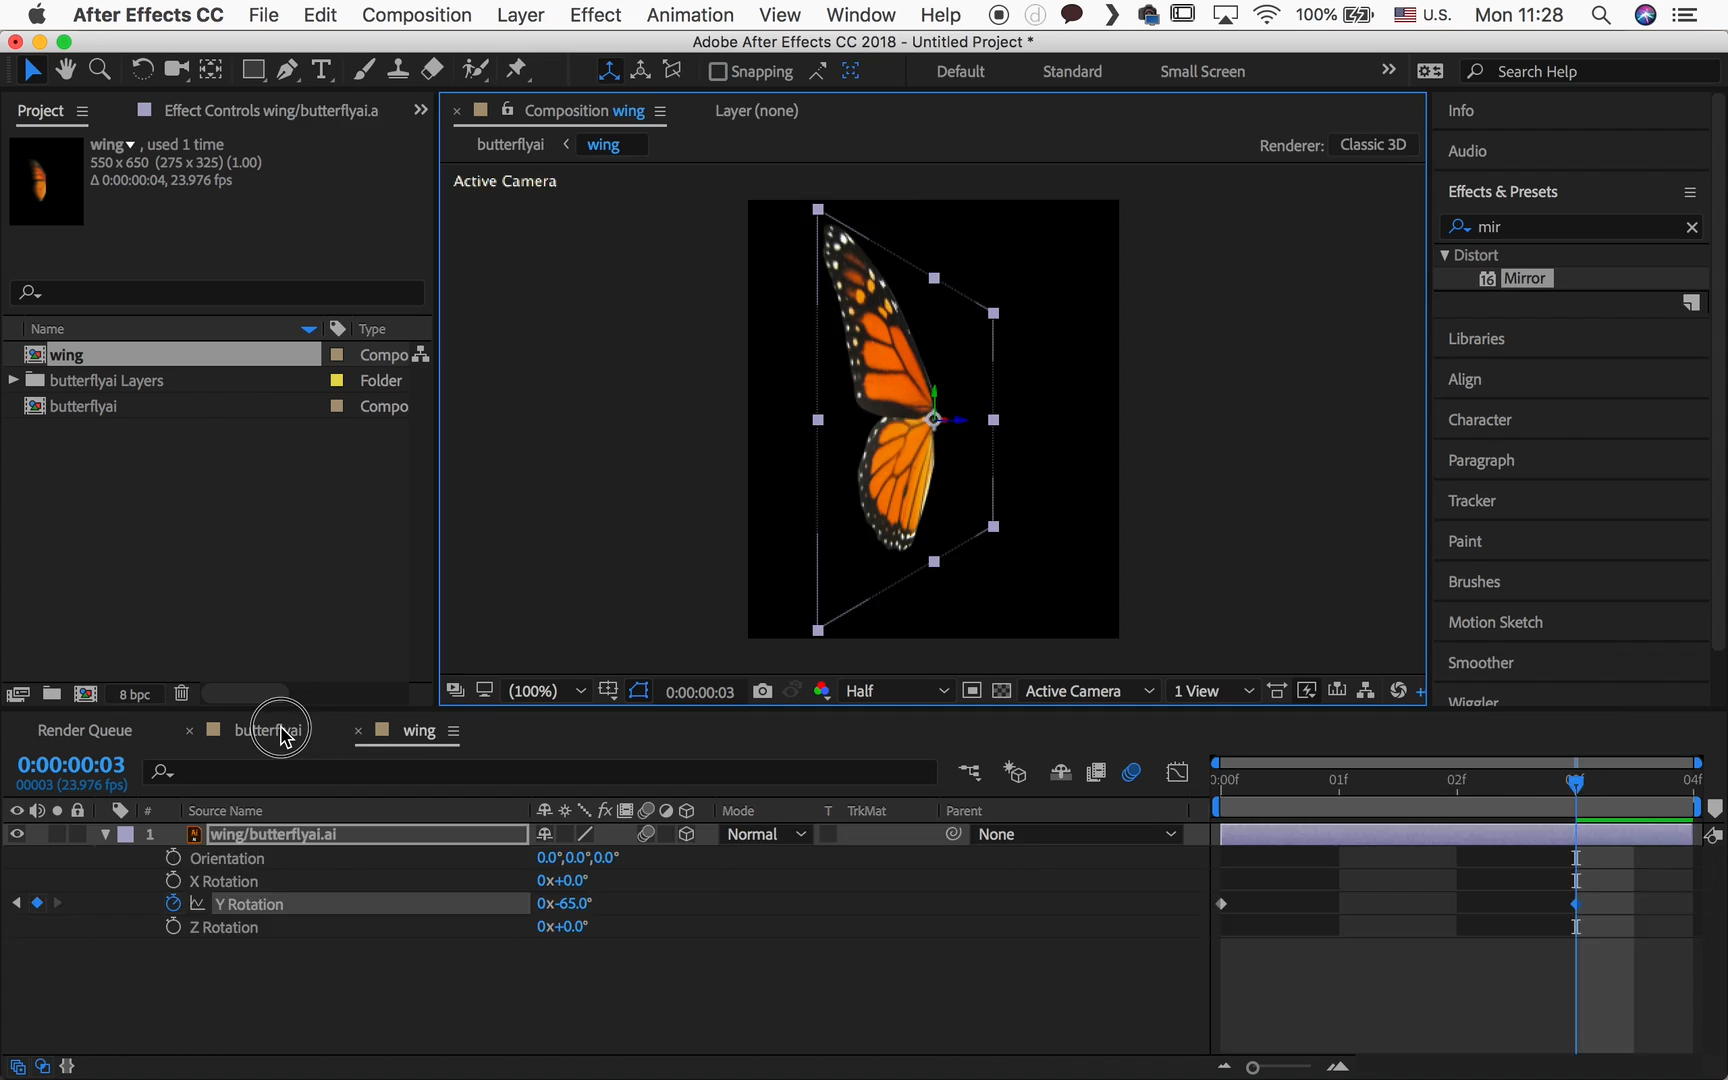 After Effects CC File Edit Composition Layer Effect Animation View Window Help 100% U.S. Mon 11:28
Adobe After Effects CC 2018 - Untitled Project *
Snapping Default Standard Small Screen Search Help
Project Effect Controls wing/butterflyai.a
wing , used 1 time
550 x 650 (275 x 325) (1.00)
Δ 0:00:00:04, 23.976 fps
Name Type
wing Compo
butterflyai Layers Folder
butterflyai Compo
8 bpc
Composition wing Layer (none)
butterflyai wing Renderer: Classic 3D
Active Camera
(100%) 0:00:00:03 Half Active Camera 1 View
Info
Audio
Effects & Presets
mir
Distort
16 Mirror
Libraries
Align
Character
Paragraph
Tracker
Paint
Brushes
Motion Sketch
Smoother
Wiggler
Render Queue butterflyai wing
0:00:00:03
00003 (23.976 fps)
# Source Name fx Mode T TrkMat Parent
1 Ai wing/butterflyai.ai Normal None
Orientation 0.0°,0.0°,0.0°
X Rotation 0x+0.0°
Y Rotation 0x-65.0°
Z Rotation 0x+0.0°
0:00f 01f 02f 04f